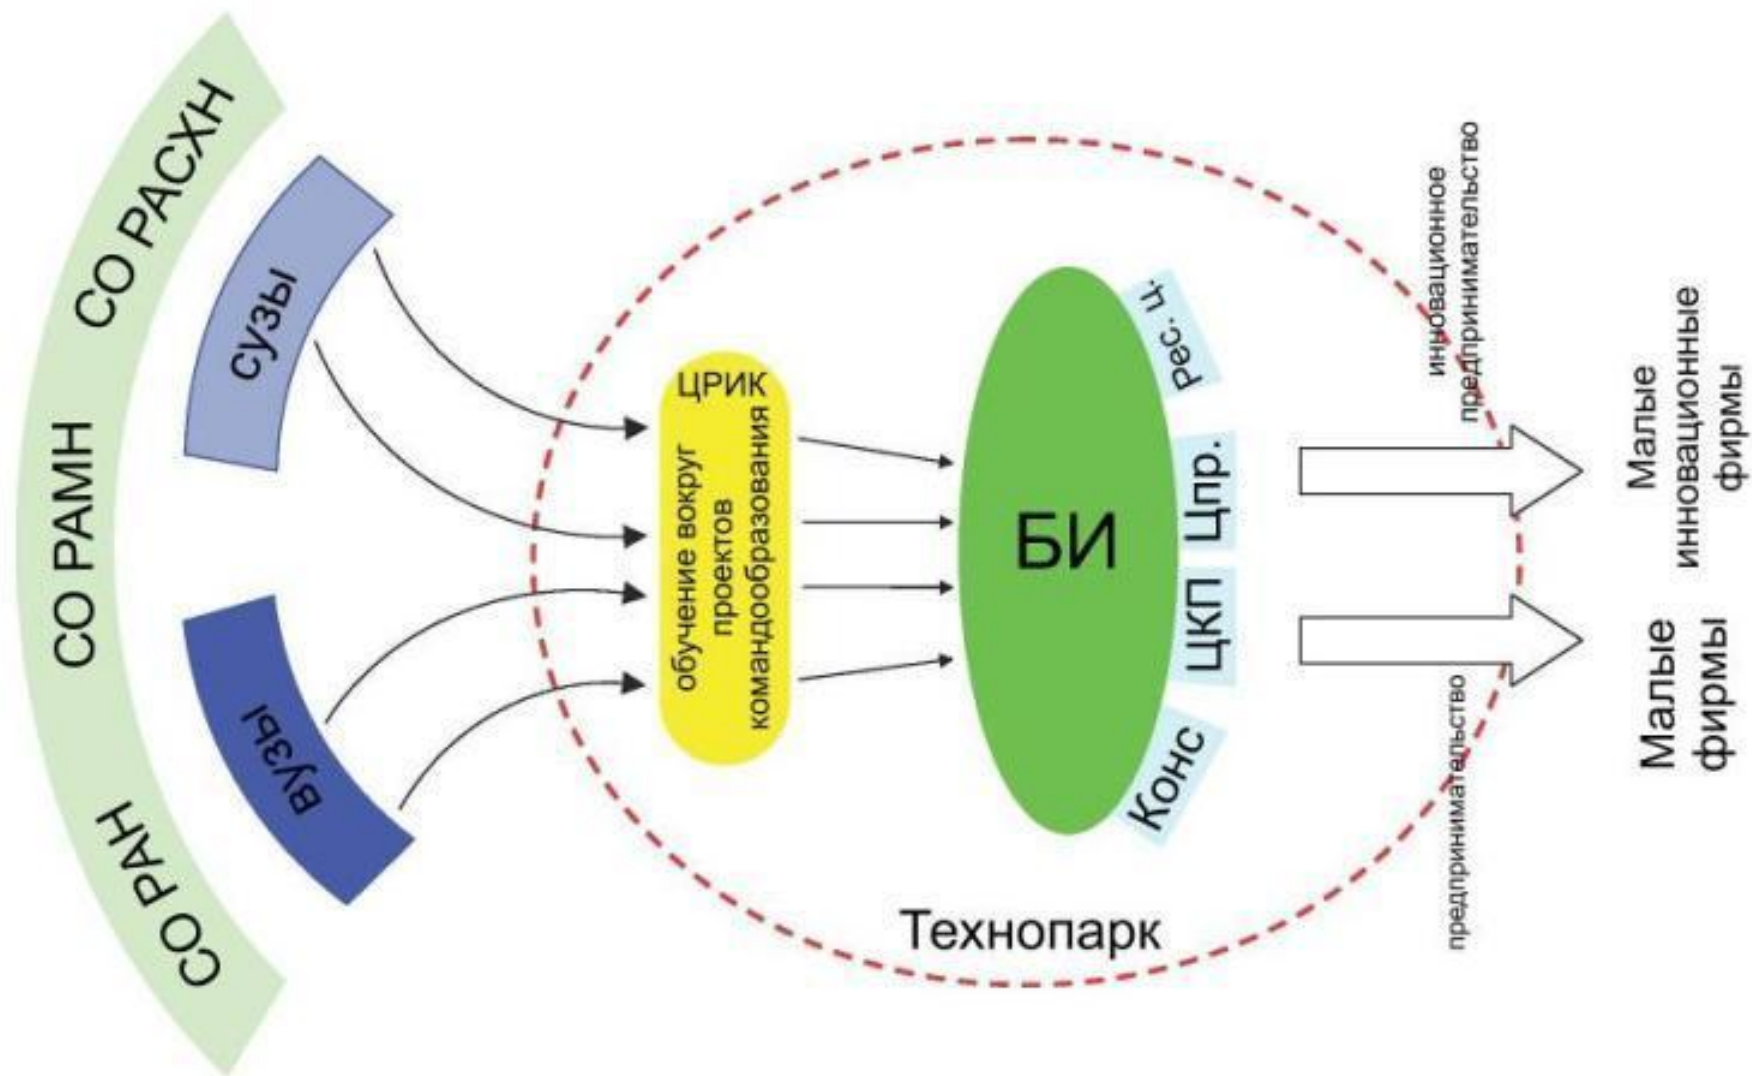 СО РАСХН
СО РАМН
СО РАН
сузы
вузы
ЦРИК
обучение вокруг
проектов
командообразования
БИ
Рес. ц.
Цпр.
ЦКП
Конс
Технопарк
инновационное
предпринимательство
предпринимательство
Малые
инновационные
фирмы
Малые
фирмы